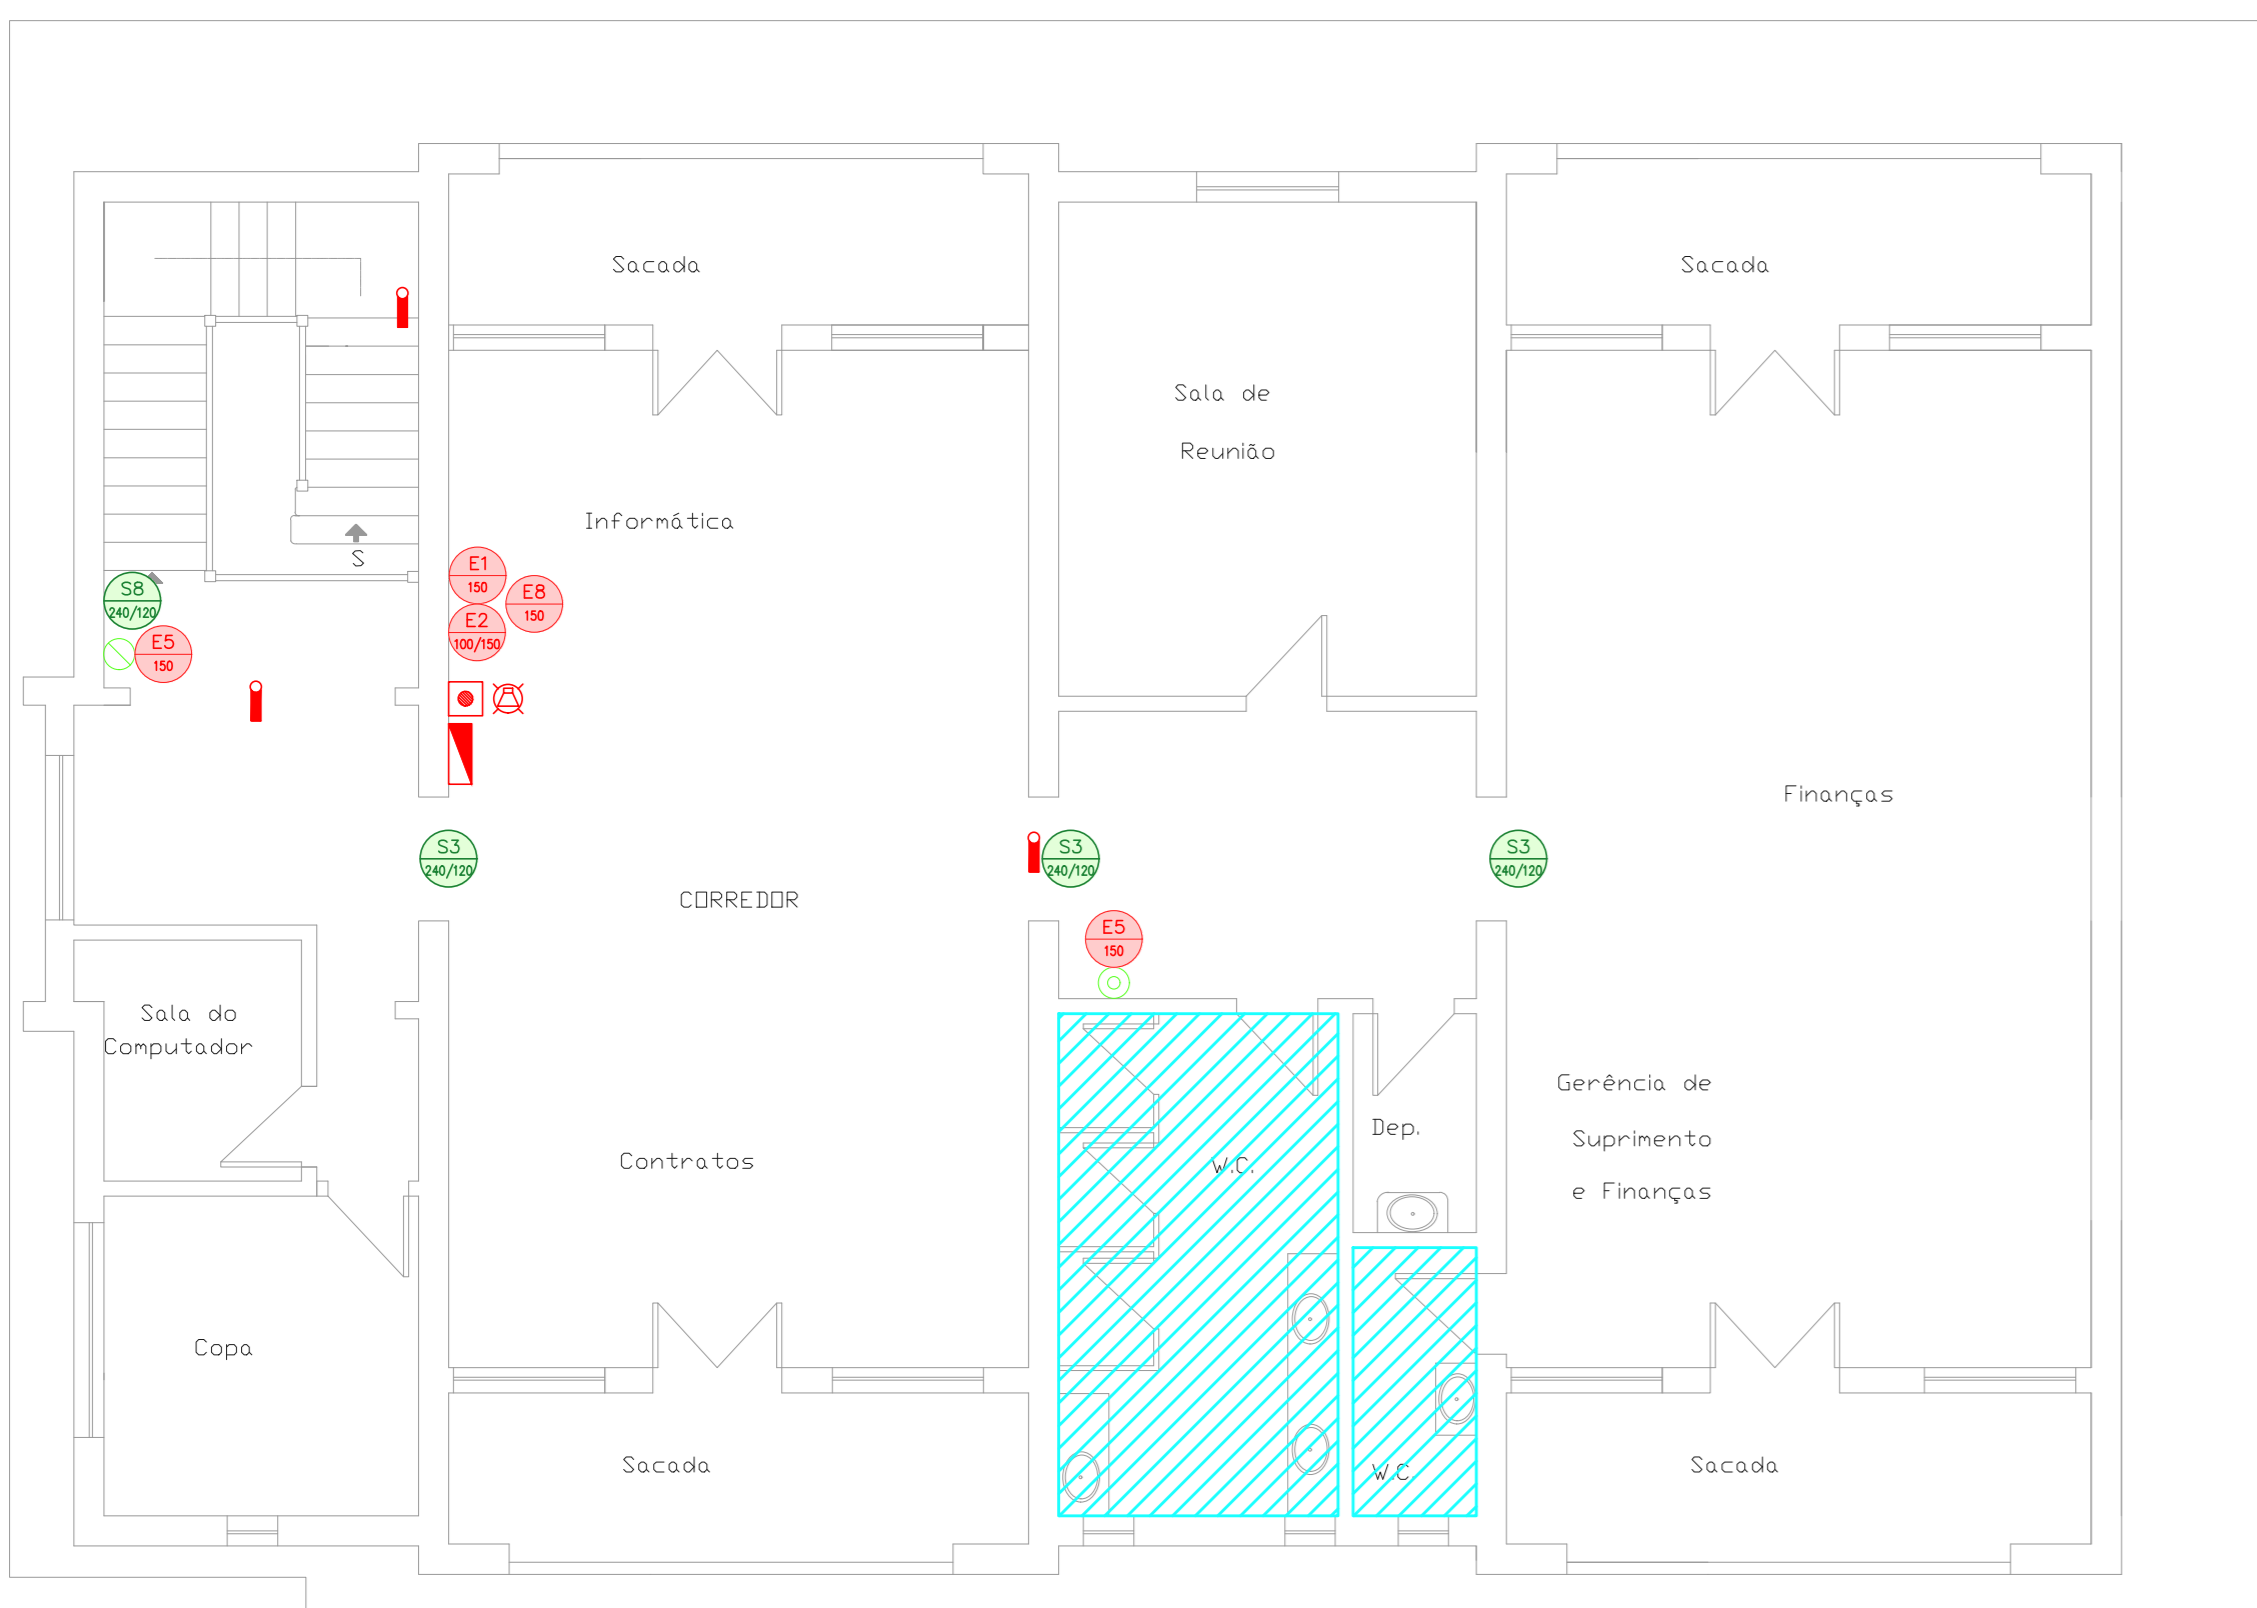 Sacada
Sacada
Sala de
Reunião
Informática
S
E1
150
E8
150
S8
240/120
E2
100/150
E5
150
Finanças
S3
240/120
S3
240/120
S3
240/120
CORREDOR
E5
150
Sala do
Computador
Gerência de
Suprimento
e Finanças
Dep.
Contratos
W.C.
Copa
Sacada
W.C
Sacada